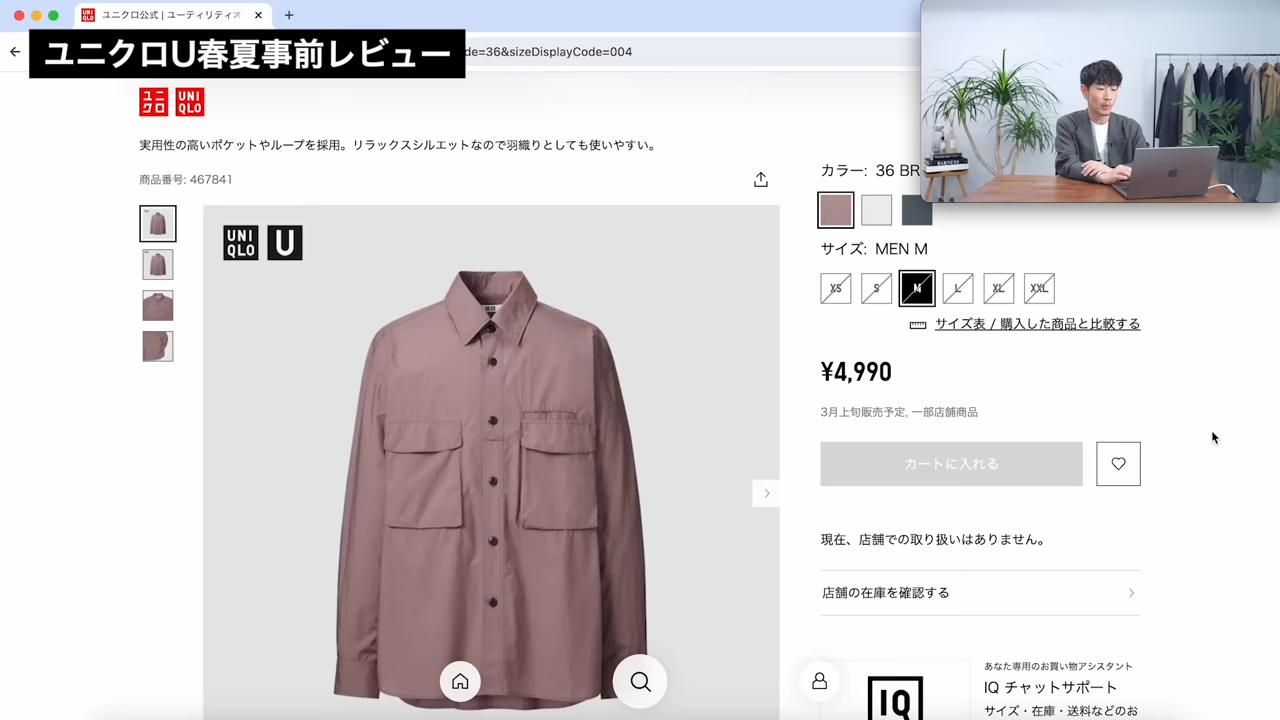 ユニクロ公式 | ユーティリティオ
ユニクロU春夏事前レビュー
de=36&sizeDisplayCode=004
ユニクロ
UNIQLO
実用性の高いポケットやループを採用。リラックスシルエットなので羽織りとしても使いやすい。
商品番号: 467841
UNIQLO U
カラー: 36 BR
サイズ: MEN M
XS S M L XL XXL
サイズ表 / 購入した商品と比較する
¥4,990
3月上旬販売予定, 一部店舗商品
カートに入れる
現在、店舗での取り扱いはありません。
店舗の在庫を確認する
IQ
あなた専用のお買い物アシスタント
IQ チャットサポート
サイズ・在庫・送料などのお